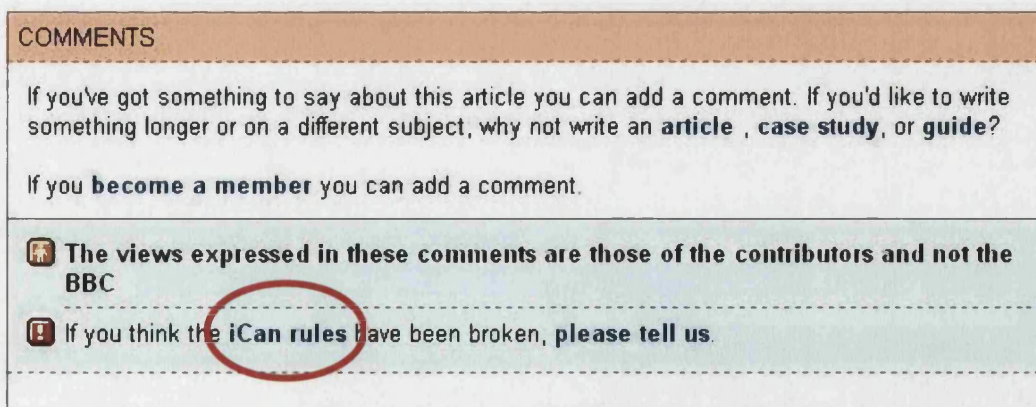 COMMENTS
If you've got something to say about this article you can add a comment. If you'd like to write
something longer or on a different subject, why not write an article , case study, or guide?
If you become a member you can add a comment.
The views expressed in these comments are those of the contributors and not the
BBC
If you think the iCan rules have been broken, please tell us.